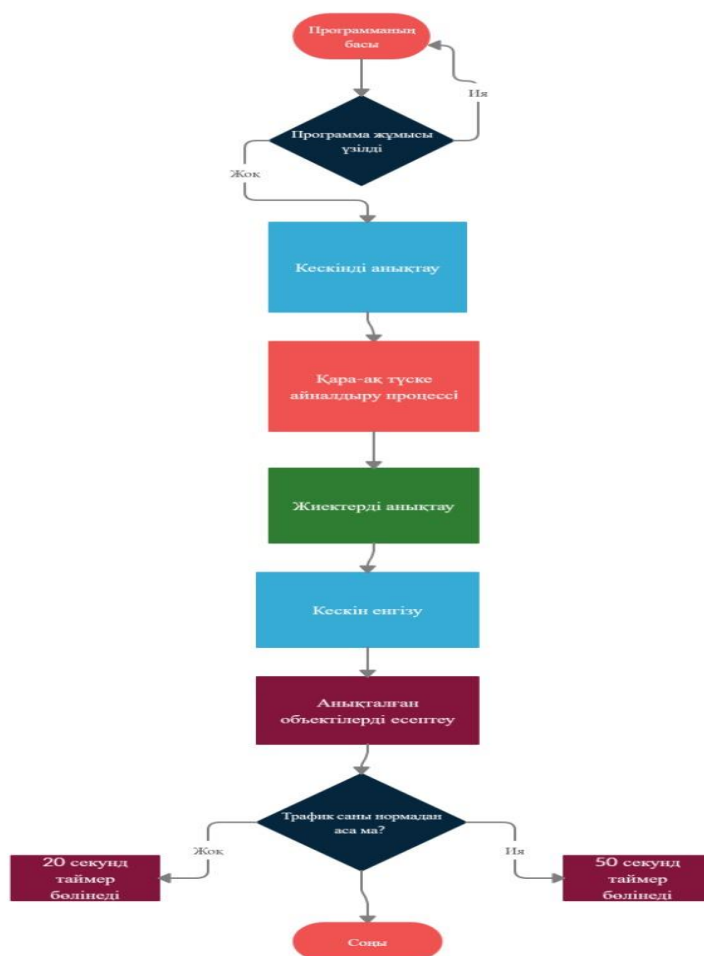 Программаның
басы
Ия
Программа жұмысы
үзілді
Жоқ
Кескінді анықтау
Қара-ақ түске
айналдыру процессі
Жиектерді анықтау
Кескін енгізу
Анықталған
объектілерді есептеу
Трафик саны нормадан
аса ма?
Жоқ
Ия
20 секунд
таймер
бөлінеді
50 секунд
таймер
бөлінеді
Соңы